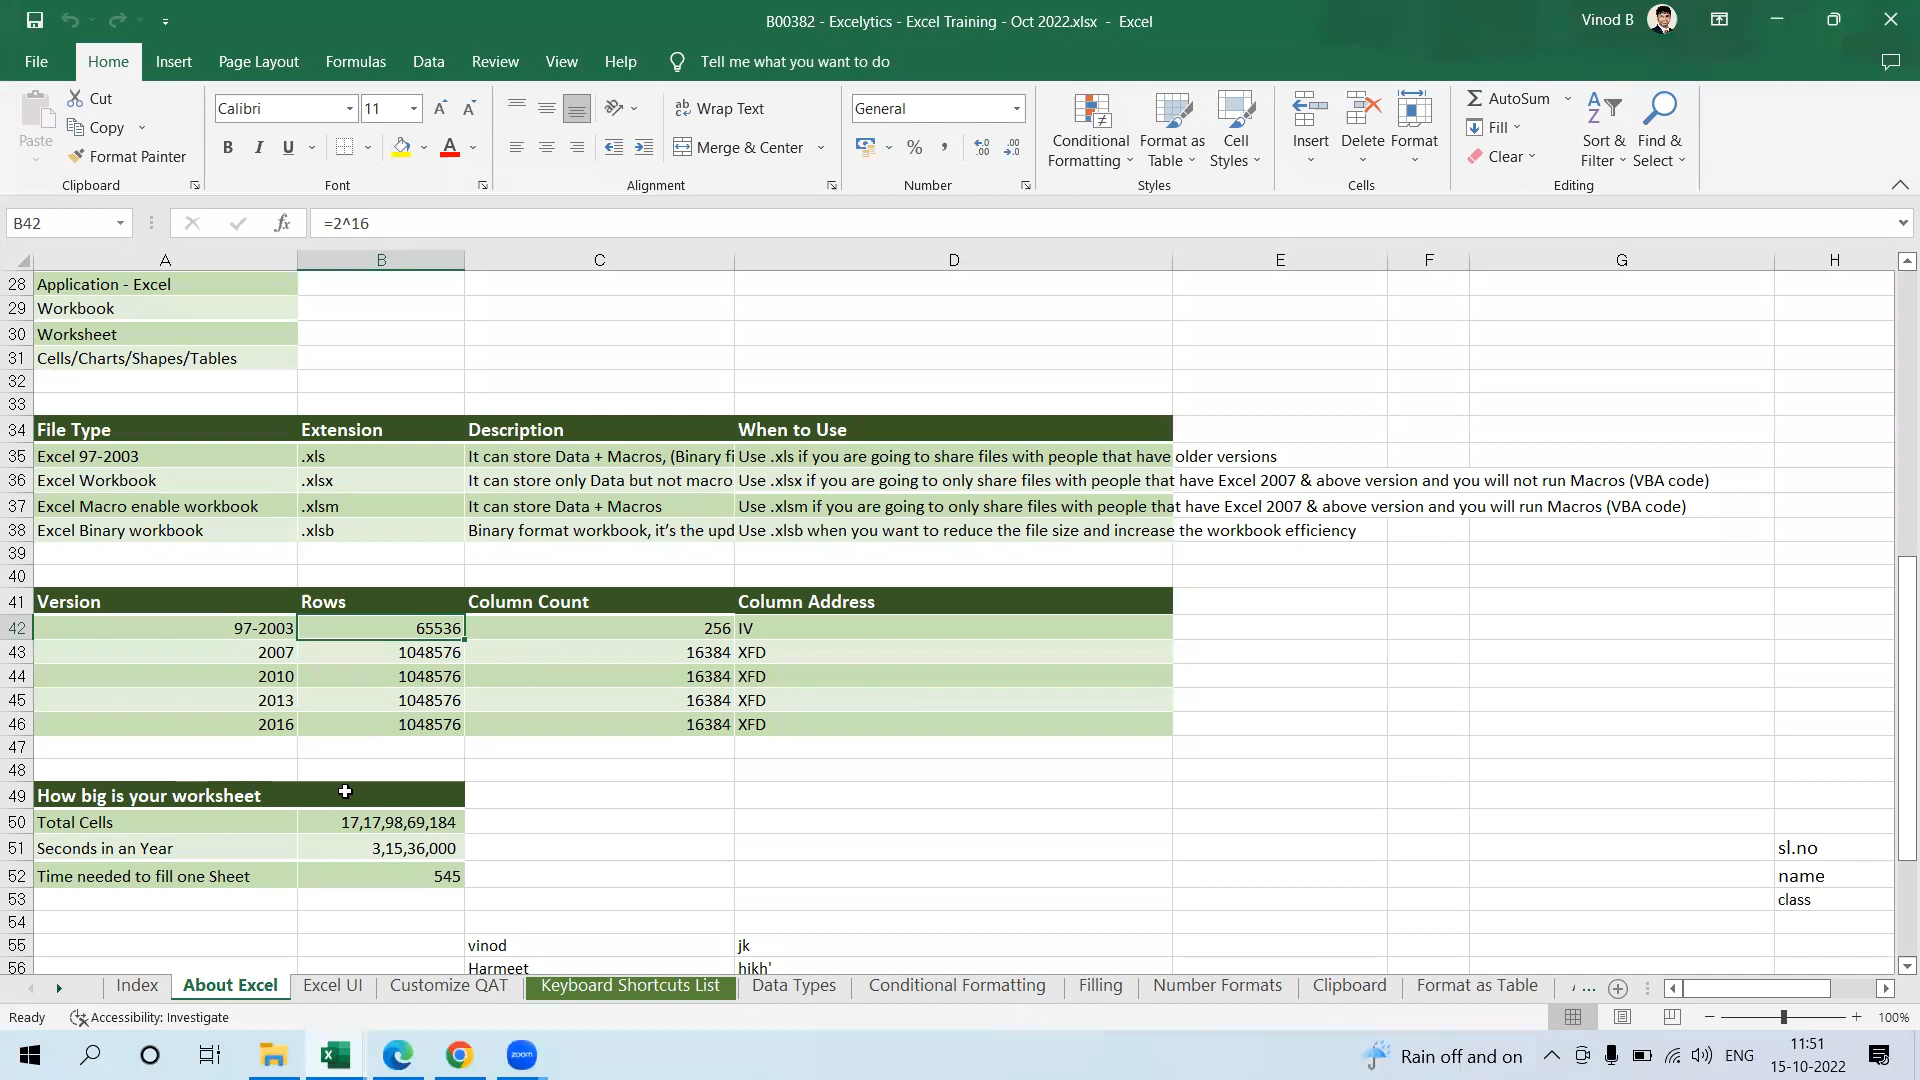 B00382 - Excelytics - Excel Training - Oct 2022.xlsx  -  Excel
Vinod B
File
Home
Insert
Page Layout
Formulas
Data
Review
View
Help
Tell me what you want to do
Paste
Cut
Copy
Format Painter
Clipboard
Calibri
11
B I U
Font
Wrap Text
Merge & Center
Alignment
General
Number
Conditional Formatting
Format as Table
Cell Styles
Styles
Insert
Delete
Format
Cells
AutoSum
Fill
Clear
Sort & Filter
Find & Select
Editing
B42
=2^16
A B C D E F G H
28 Application - Excel
29 Workbook
30 Worksheet
31 Cells/Charts/Shapes/Tables
32
33
34 File Type Extension Description When to Use
35 Excel 97-2003 .xls It can store Data + Macros, (Binary fi Use .xls if you are going to share files with people that have older versions
36 Excel Workbook .xlsx It can store only Data but not macro Use .xlsx if you are going to only share files with people that have Excel 2007 & above version and you will not run Macros (VBA code)
37 Excel Macro enable workbook .xlsm It can store Data + Macros Use .xlsm if you are going to only share files with people that have Excel 2007 & above version and you will run Macros (VBA code)
38 Excel Binary workbook .xlsb Binary format workbook, it's the upd Use .xlsb when you want to reduce the file size and increase the workbook efficiency
39
40
41 Version Rows Column Count Column Address
42 97-2003 65536 256 IV
43 2007 1048576 16384 XFD
44 2010 1048576 16384 XFD
45 2013 1048576 16384 XFD
46 2016 1048576 16384 XFD
47
48
49 How big is your worksheet
50 Total Cells 17,17,98,69,184
51 Seconds in an Year 3,15,36,000 sl.no
52 Time needed to fill one Sheet 545 name
53 class
54
55 vinod jk
56 Harmeet hikh'
Index
About Excel
Excel UI
Customize QAT
Keyboard Shortcuts List
Data Types
Conditional Formatting
Filling
Number Formats
Clipboard
Format as Table
Ready
Accessibility: Investigate
100%
zoom
Rain off and on
ENG
11:51
15-10-2022